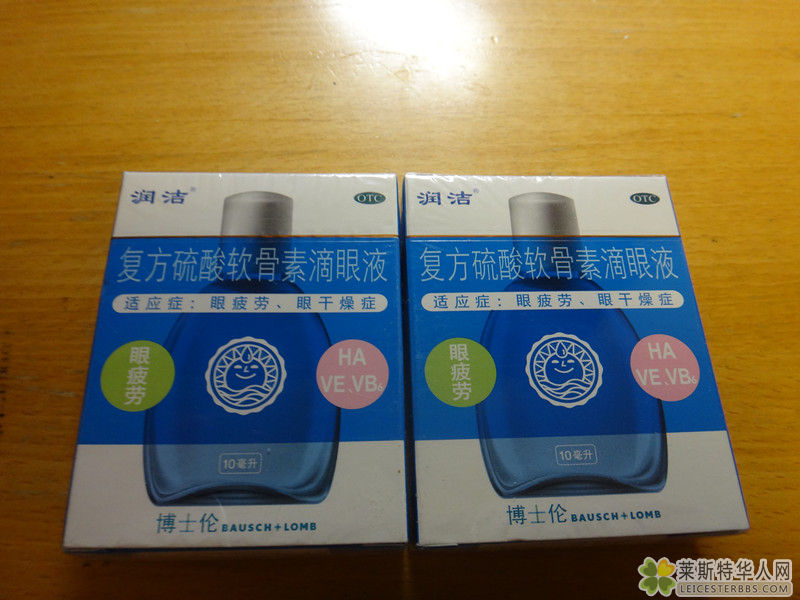 润洁®
OTC
复方硫酸软骨素滴眼液
适应症：眼疲劳、眼干燥症
眼疲劳
HA
VE、VB6
10毫升
博士伦 BAUSCH+LOMB
润洁®
OTC
复方硫酸软骨素滴眼液
适应症：眼疲劳、眼干燥症
眼疲劳
HA
VE、VB6
10毫升
博士伦 BAUSCH+LOMB
莱斯特华人网
LEICESTERBBS.COM